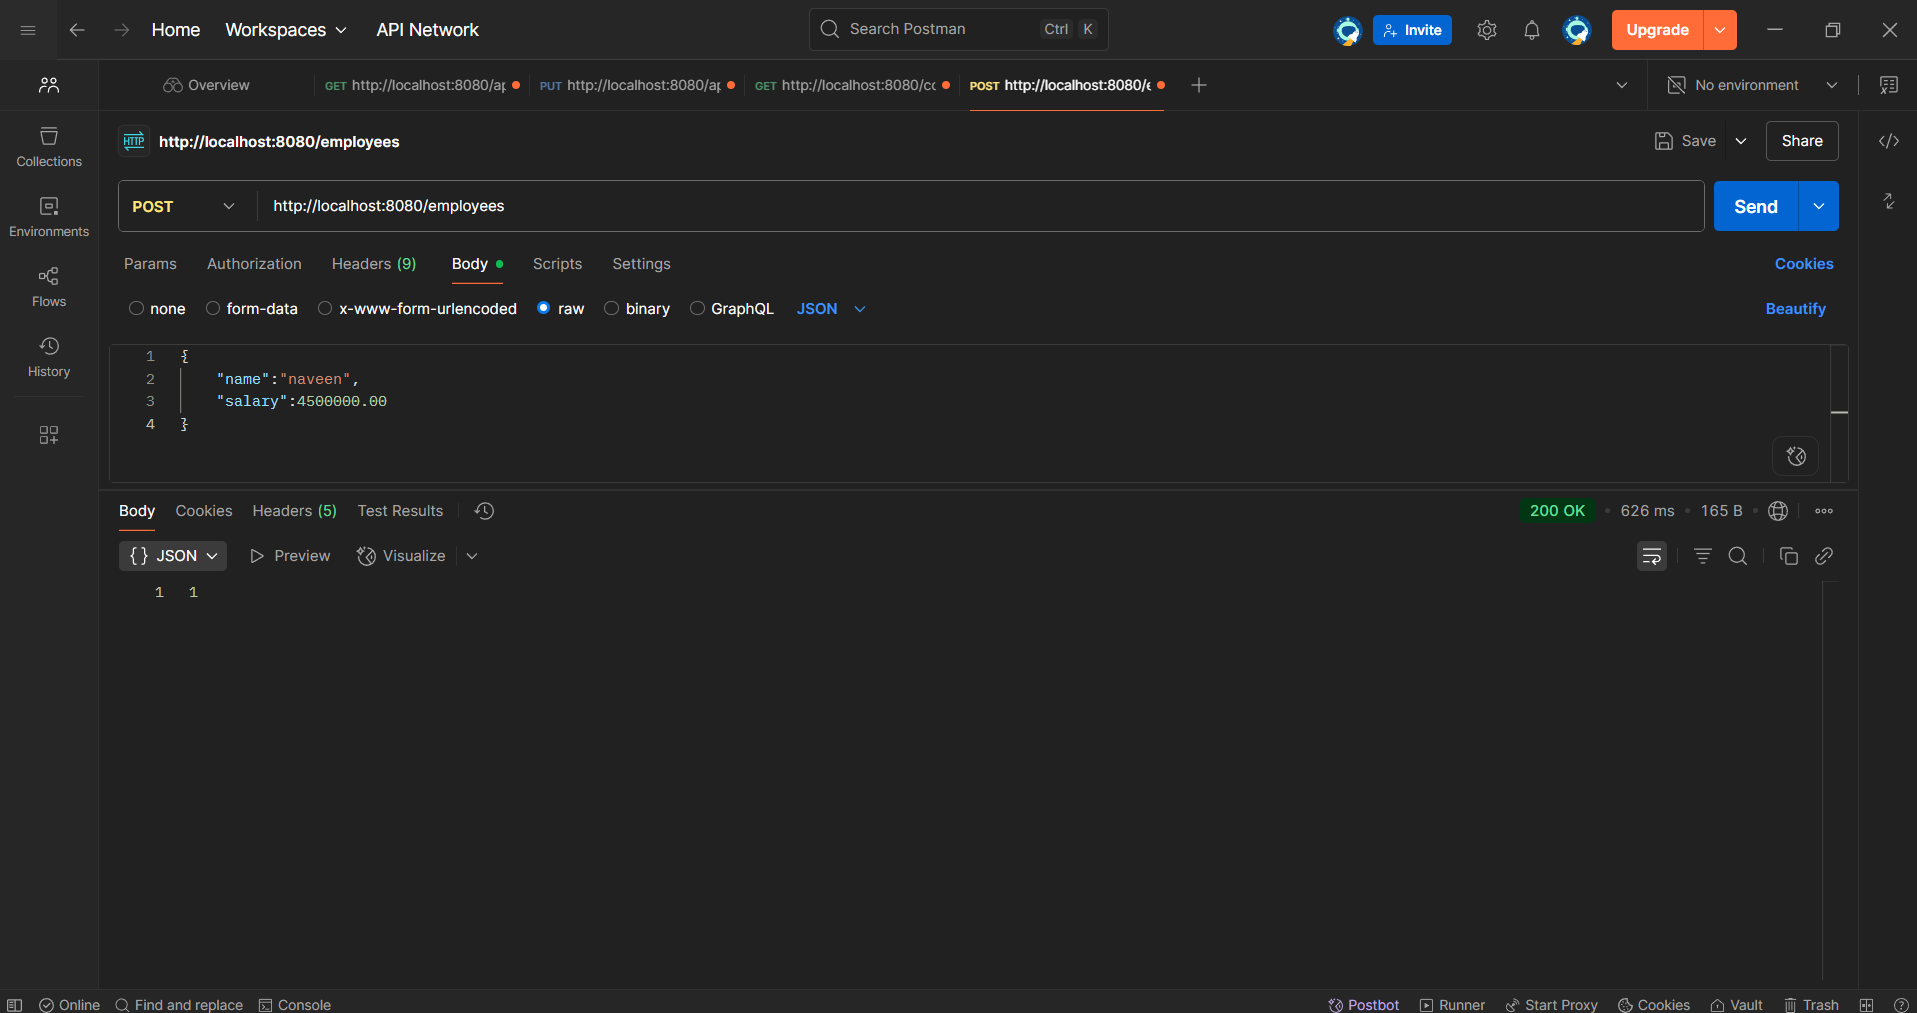 Home Workspaces API Network Search Postman Ctrl K Invite Upgrade
Overview GET http://localhost:8080/ap PUT http://localhost:8080/ap GET http://localhost:8080/co POST http://localhost:8080/e No environment
HTTP http://localhost:8080/employees Save Share
POST http://localhost:8080/employees Send
Collections
Environments
Flows
History
Params Authorization Headers (9) Body Scripts Settings Cookies
none form-data x-www-form-urlencoded raw binary GraphQL JSON Beautify
1 {
2 "name":"naveen",
3 "salary":4500000.00
4 }
Body Cookies Headers (5) Test Results 200 OK 626 ms 165 B
{} JSON Preview Visualize
1 1
Online Find and replace Console Postbot Runner Start Proxy Cookies Vault Trash